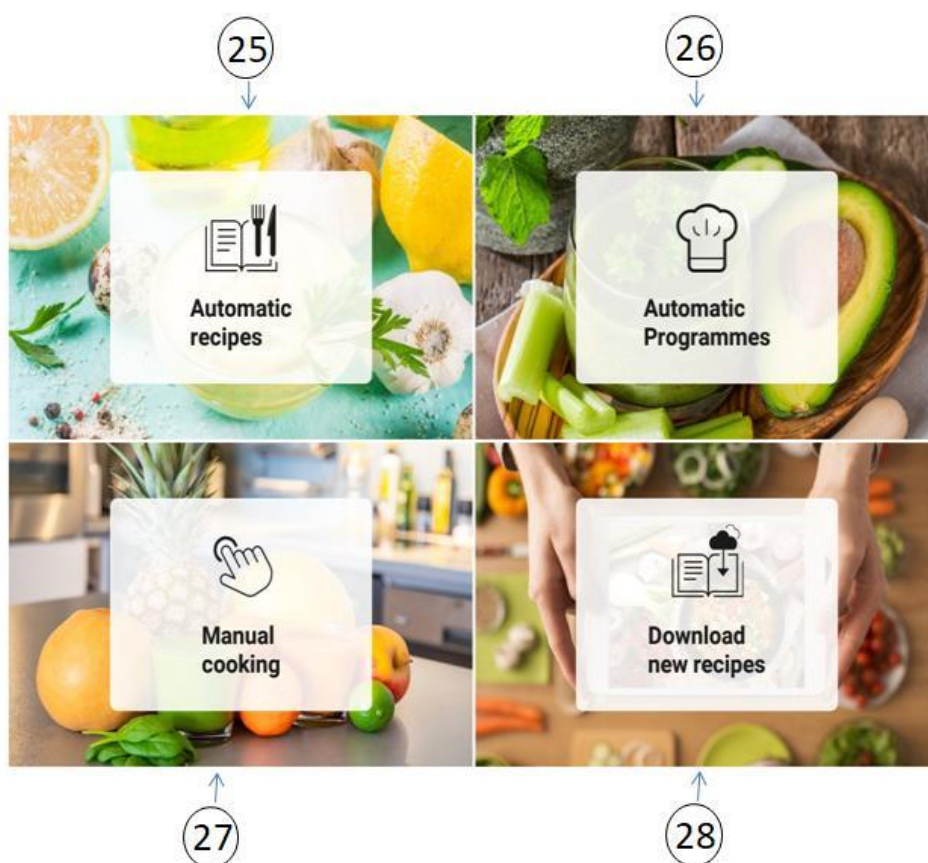 25
26
Automatic
recipes
Automatic
Programmes
Manual
cooking
Download
new recipes
27
28